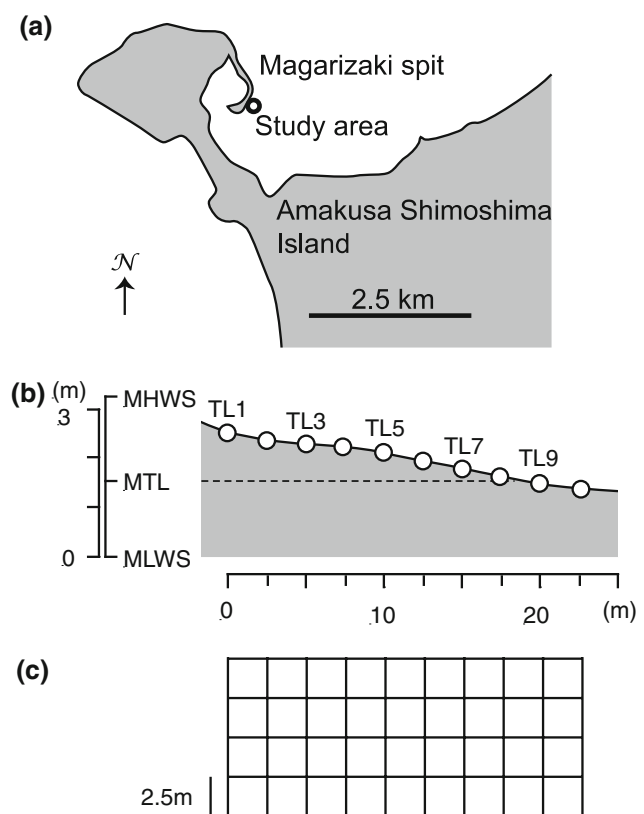 (a)
Magarizaki spit
Study area
Amakusa Shimoshima
Island
N
2.5 km
(b)
(m)
3
0
MHWS
MTL
MLWS
TL1
TL3
TL5
TL7
TL9
0
10
20
(m)
(c)
2.5m